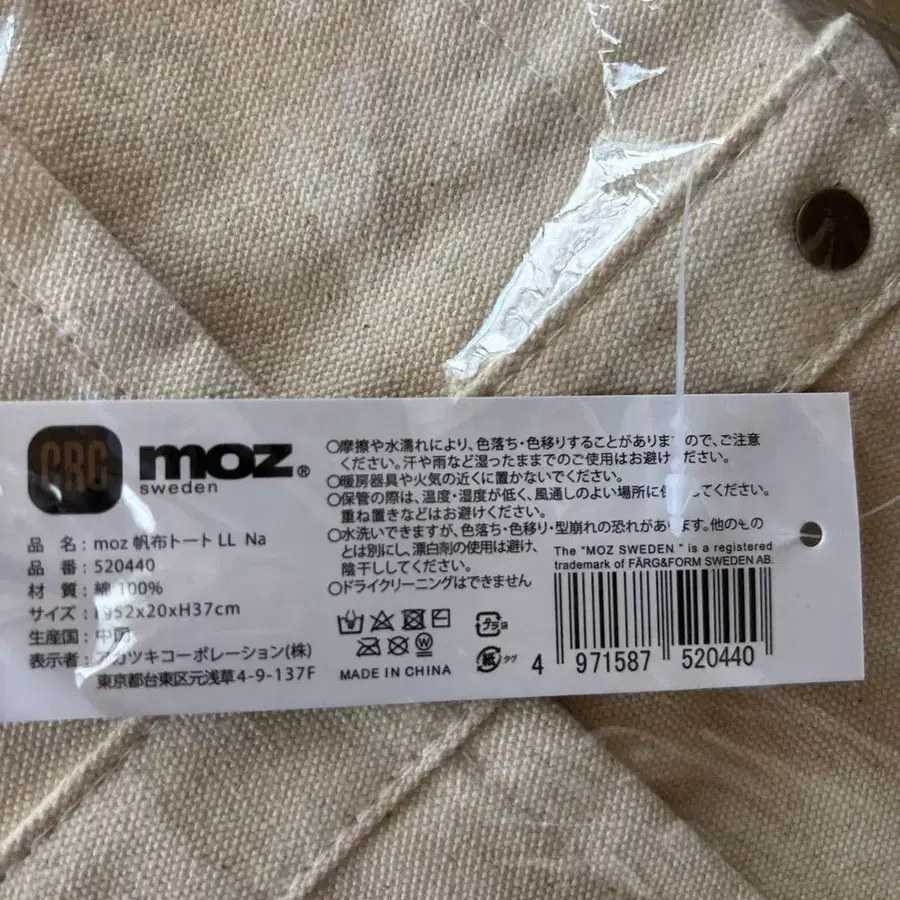 CRG
moz®
sweden
品 名：moz 帆布トート LL Na
品 番：520440
材 質：綿 100%
サイズ：W52x20xH37cm
生産国：中国
表示者：アカツキコーポレーション(株)
東京都台東区元浅草4-9-137F
○摩擦や水濡れにより、色落ち・色移りすることがありますので、ご注意
ください。汗や雨など湿ったままでのご使用はお避けください。
○暖房器具や火気の近くに置かないでください。
○保管の際は、温度・湿度が低く、風通しのよい場所に保管してください。
重ね置きなどはお避けください。
○水洗いできますが、色落ち・色移り・型崩れの恐れがあります。他のもの
とは別にし、漂白剤の使用は避け、
陰干ししてください。
○ドライクリーニングはできません
The "MOZ SWEDEN " is a registered
trademark of FÄRG&FORM SWEDEN AB.
プラ 袋
紙 タグ
MADE IN CHINA
4 971587 520440